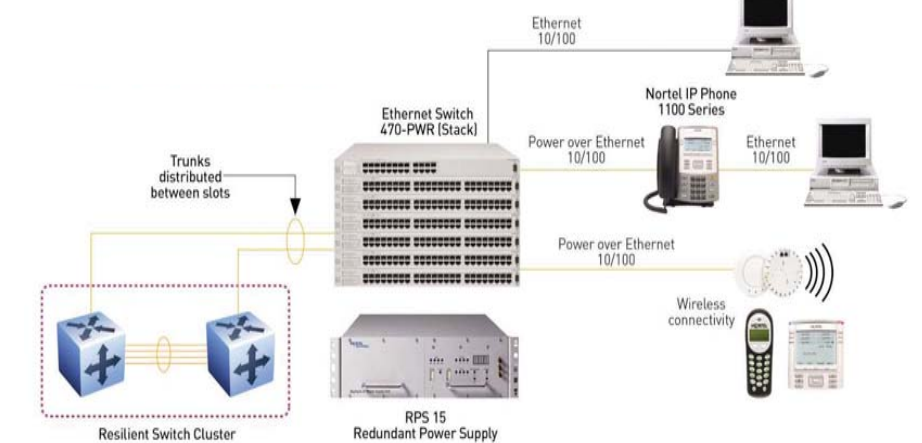 Ethernet
10/100
Nortel IP Phone
1100 Series
Ethernet Switch
470-PWR (Stack)
Power over Ethernet
10/100
Ethernet
10/100
Trunks
distributed
between slots
Power over Ethernet
10/100
Wireless
connectivity
RPS 15
Redundant Power Supply
Resilient Switch Cluster